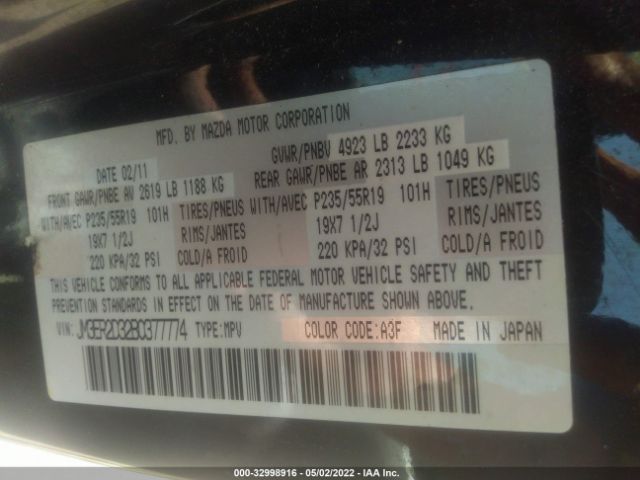 MFD. BY MAZDA MOTOR CORPORATION
DATE 02/11 GVWR/PNBV 4923 LB 2233 KG
FRONT GAWR/PNBE AV 2619 LB 1188 KG REAR GAWR/PNBE AR 2313 LB 1049 KG
WITH/AVEC P235/55R19 101H TIRES/PNEUS WITH/AVEC P235/55R19 101H TIRES/PNEUS
19X7 1/2J RIMS/JANTES 19X7 1/2J RIMS/JANTES
220 KPA/32 PSI COLD/A FROID 220 KPA/32 PSI COLD/A FROID
THIS VEHICLE CONFORMS TO ALL APPLICABLE FEDERAL MOTOR VEHICLE SAFETY AND THEFT
PREVENTION STANDARDS IN EFFECT ON THE DATE OF MANUFACTURE SHOWN ABOVE.
VIN: JM3ER2D32B0377774 TYPE:MPV COLOR CODE:A3F MADE IN JAPAN
000-32998916 - 05/02/2022 - IAA Inc.